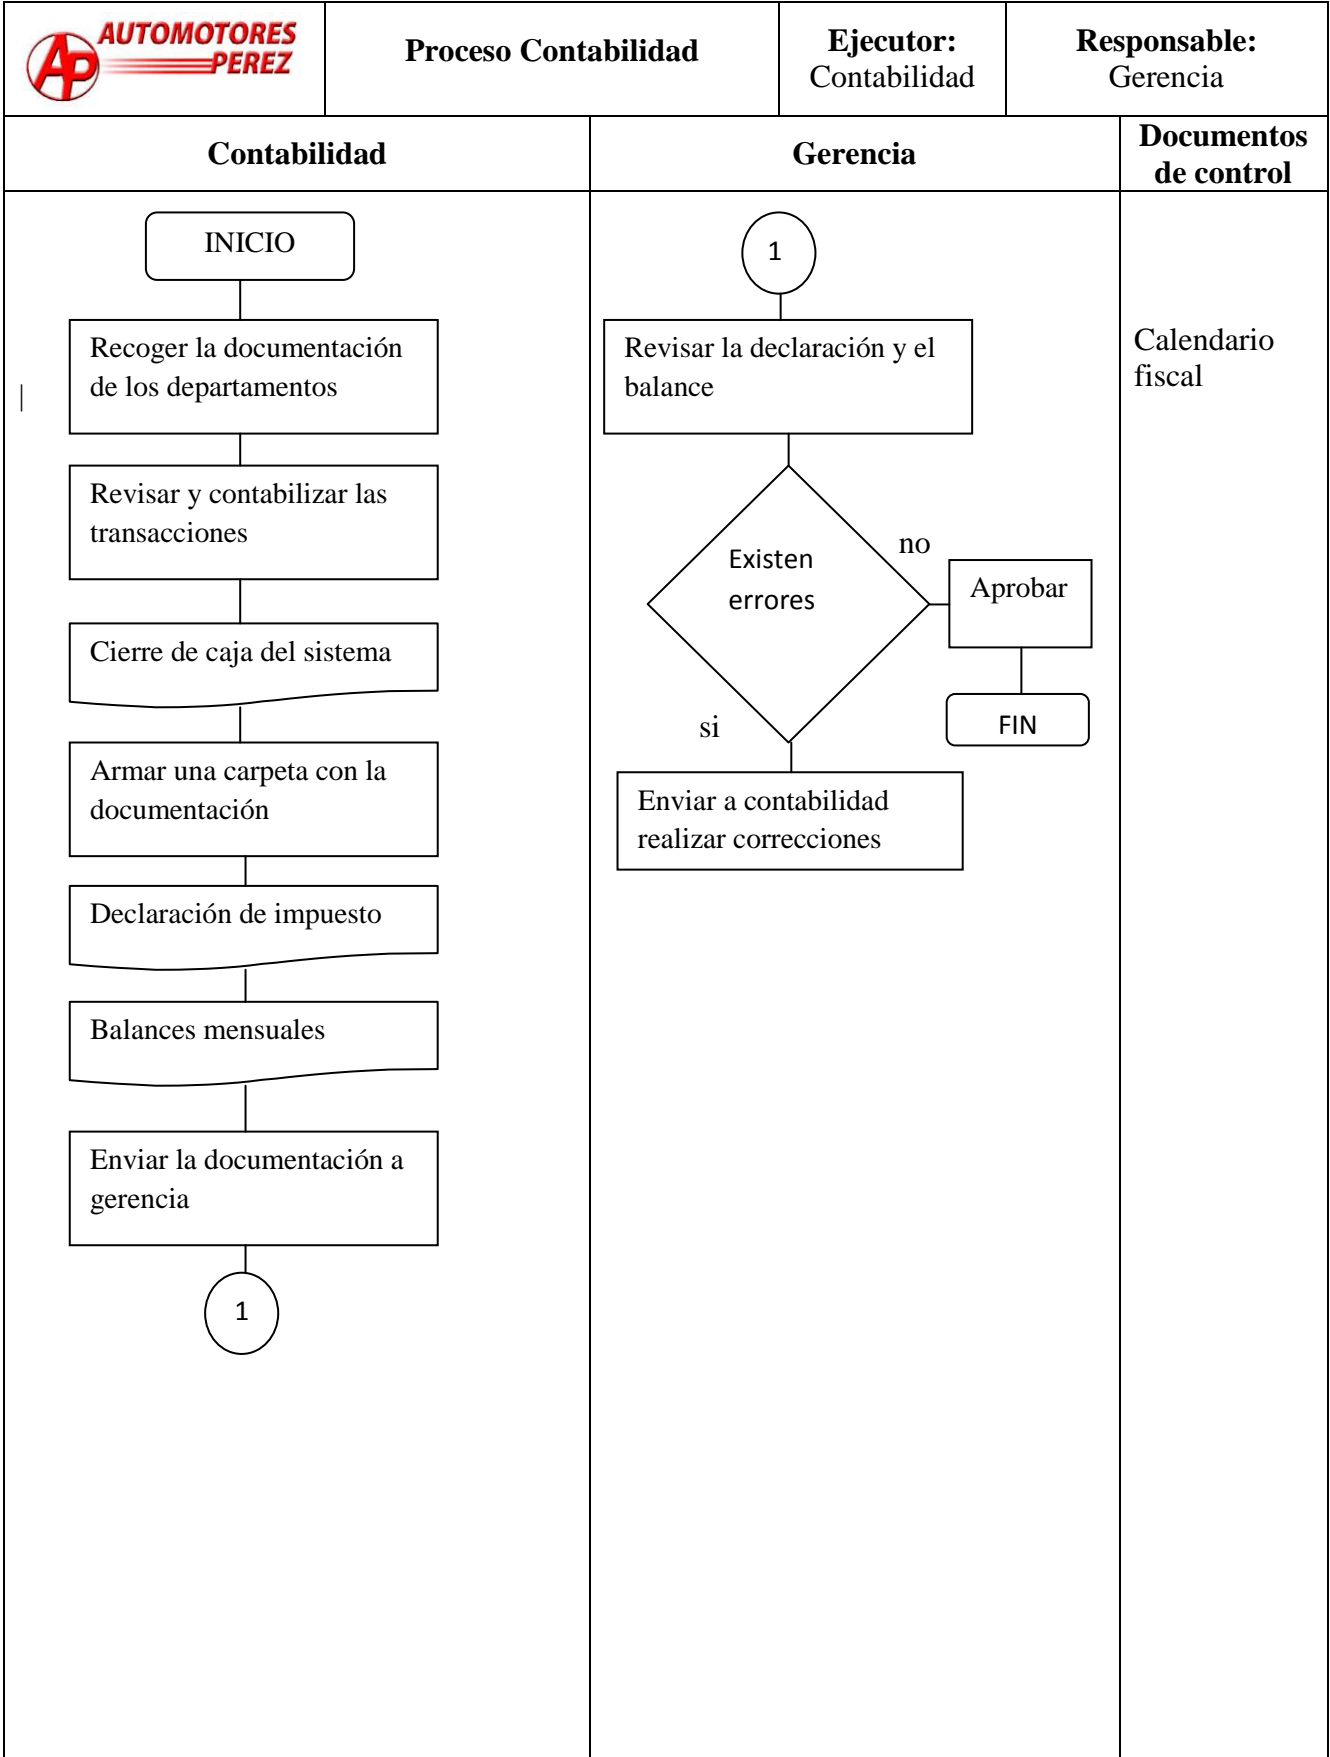 AUTOMOTORES
PEREZ
AP
Proceso Contabilidad
Ejecutor:
Contabilidad
Responsable:
Gerencia
Contabilidad
Gerencia
Documentos
de control
INICIO
Recoger la documentación
de los departamentos
|
Revisar y contabilizar las
transacciones
Cierre de caja del sistema
Armar una carpeta con la
documentación
Declaración de impuesto
Balances mensuales
Enviar la documentación a
gerencia
1
1
Revisar la declaración y el
balance
Existen
errores
no
Aprobar
FIN
si
Enviar a contabilidad
realizar correcciones
Calendario
fiscal